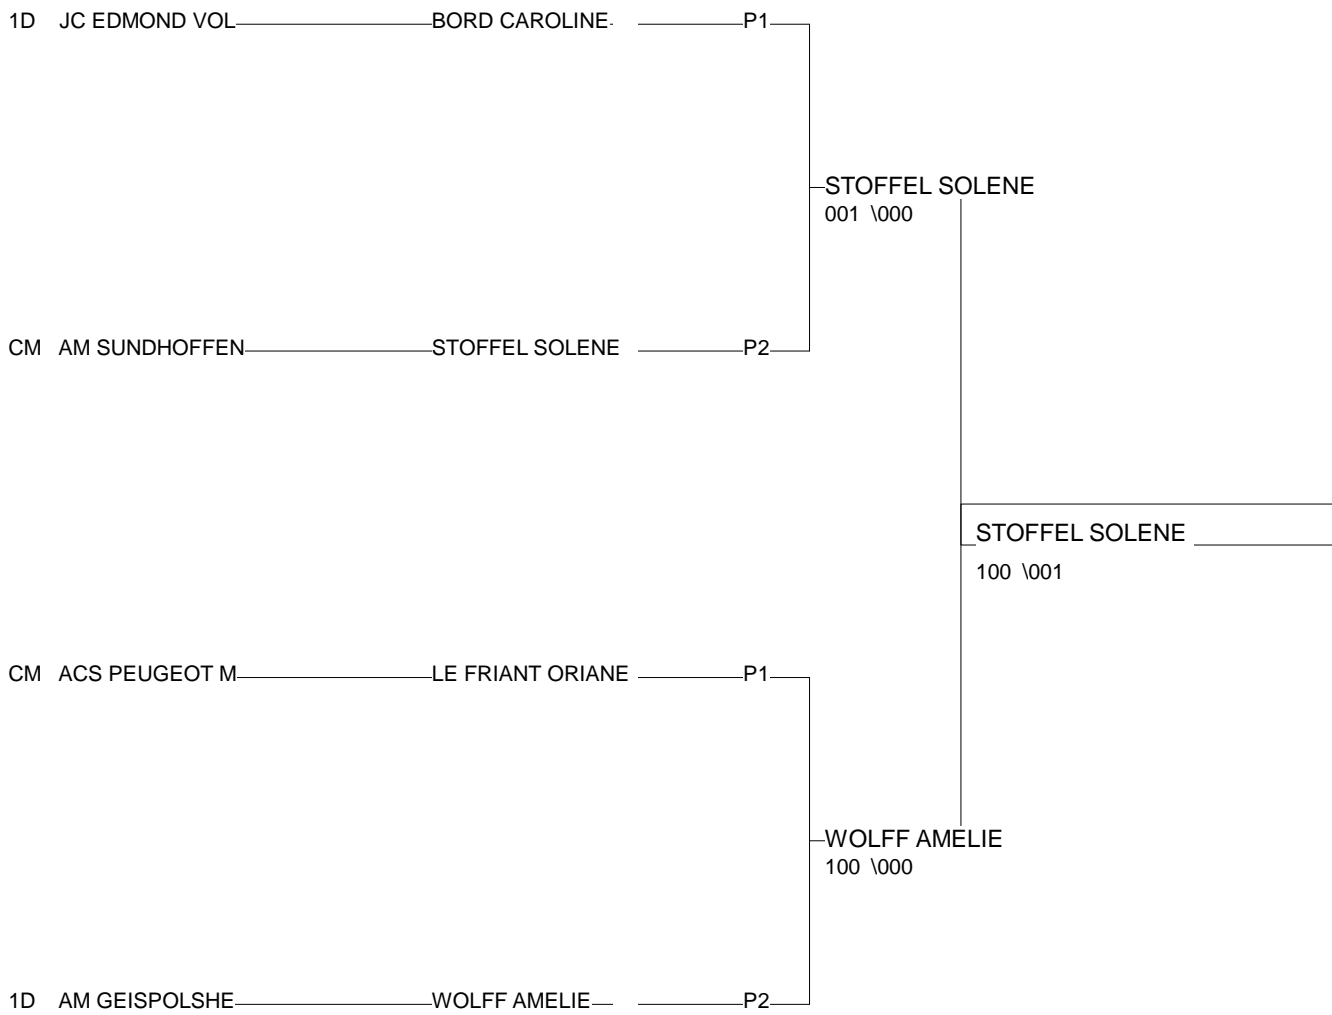 1D JC EDMOND VOL BORD CAROLINE P1
STOFFEL SOLENE
001 \000
CM AM SUNDHOFFEN STOFFEL SOLENE P2
STOFFEL SOLENE
100 \001
CM ACS PEUGEOT M LE FRIANT ORIANE P1
WOLFF AMELIE
100 \000
1D AM GEISPOLSHE WOLFF AMELIE P2